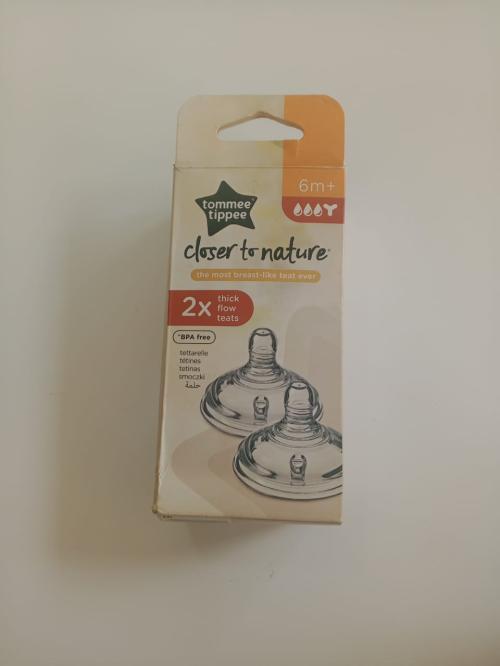 6m+
tommee
tippee
closer to nature
the most breast-like teat ever
2x
thick
flow
teats
*BPA free
tettarelle
tétines
tetinas
smoczki
حلمة